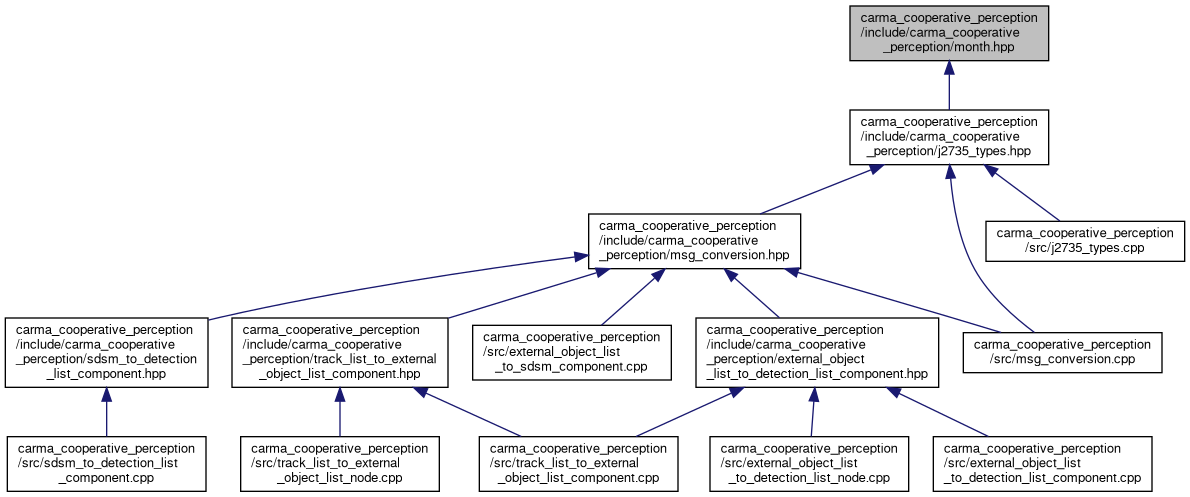 carma_cooperative_perception
/include/carma_cooperative
_perception/month.hpp
carma_cooperative_perception
/include/carma_cooperative
_perception/j2735_types.hpp
carma_cooperative_perception
/include/carma_cooperative
_perception/msg_conversion.hpp
carma_cooperative_perception
/src/j2735_types.cpp
carma_cooperative_perception
/include/carma_cooperative
_perception/sdsm_to_detection
_list_component.hpp
carma_cooperative_perception
/include/carma_cooperative
_perception/track_list_to_external
_object_list_component.hpp
carma_cooperative_perception
/src/external_object_list
_to_sdsm_component.cpp
carma_cooperative_perception
/include/carma_cooperative
_perception/external_object
_list_to_detection_list_component.hpp
carma_cooperative_perception
/src/msg_conversion.cpp
carma_cooperative_perception
/src/sdsm_to_detection_list
_component.cpp
carma_cooperative_perception
/src/track_list_to_external
_object_list_node.cpp
carma_cooperative_perception
/src/track_list_to_external
_object_list_component.cpp
carma_cooperative_perception
/src/external_object_list
_to_detection_list_node.cpp
carma_cooperative_perception
/src/external_object_list
_to_detection_list_component.cpp